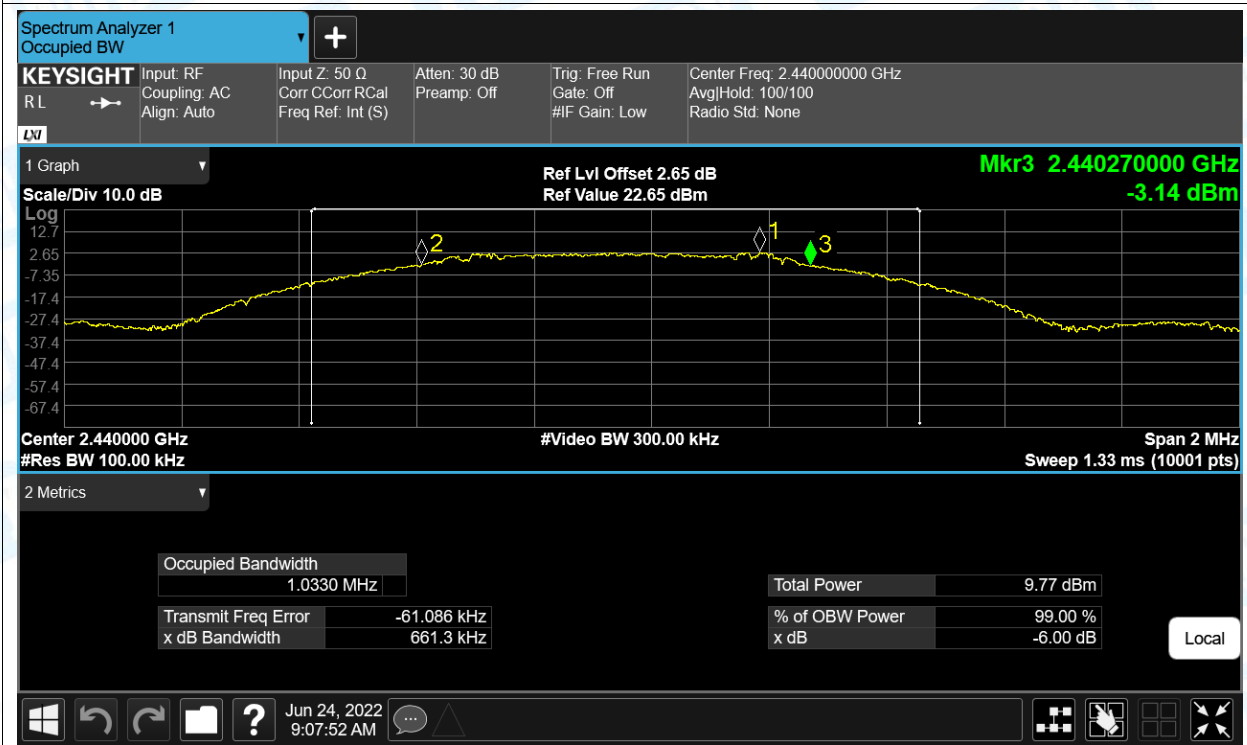 Spectrum Analyzer 1
Occupied BW
KEYSIGHT
R L
LXI
Input: RF
Coupling: AC
Align: Auto
Input Z: 50 Ω
Corr CCorr RCal
Freq Ref: Int (S)
Atten: 30 dB
Preamp: Off
Trig: Free Run
Gate: Off
#IF Gain: Low
Center Freq: 2.440000000 GHz
Avg|Hold: 100/100
Radio Std: None
1 Graph
Scale/Div 10.0 dB
Ref Lvl Offset 2.65 dB
Ref Value 22.65 dBm
Mkr3 2.440270000 GHz
-3.14 dBm
Log
12.7
2.65
-7.35
-17.4
-27.4
-37.4
-47.4
-57.4
-67.4
2
1
3
Center 2.440000 GHz
#Video BW 300.00 kHz
Span 2 MHz
#Res BW 100.00 kHz
Sweep 1.33 ms (10001 pts)
2 Metrics
Occupied Bandwidth
1.0330 MHz
Total Power 9.77 dBm
Transmit Freq Error -61.086 kHz
% of OBW Power 99.00 %
x dB Bandwidth 661.3 kHz
x dB -6.00 dB
Local
?
Jun 24, 2022
9:07:52 AM